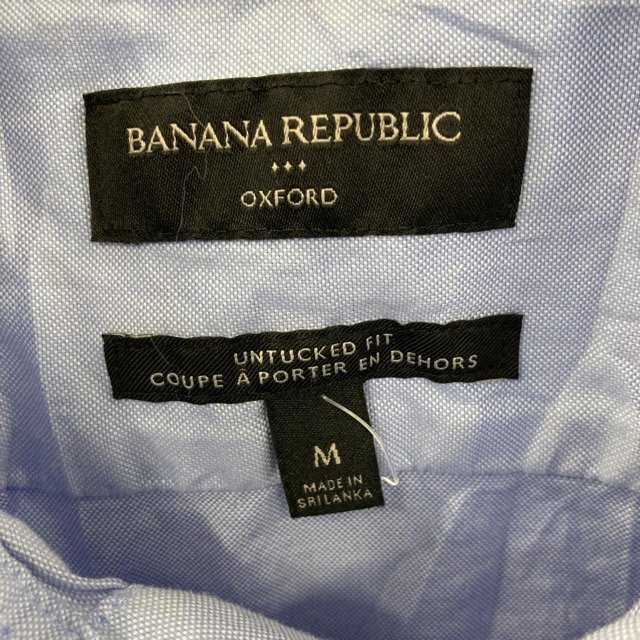 BANANA REPUBLIC
OXFORD
UNTUCKED FIT
COUPE À PORTER EN DEHORS
M
MADE IN
SRI LANKA